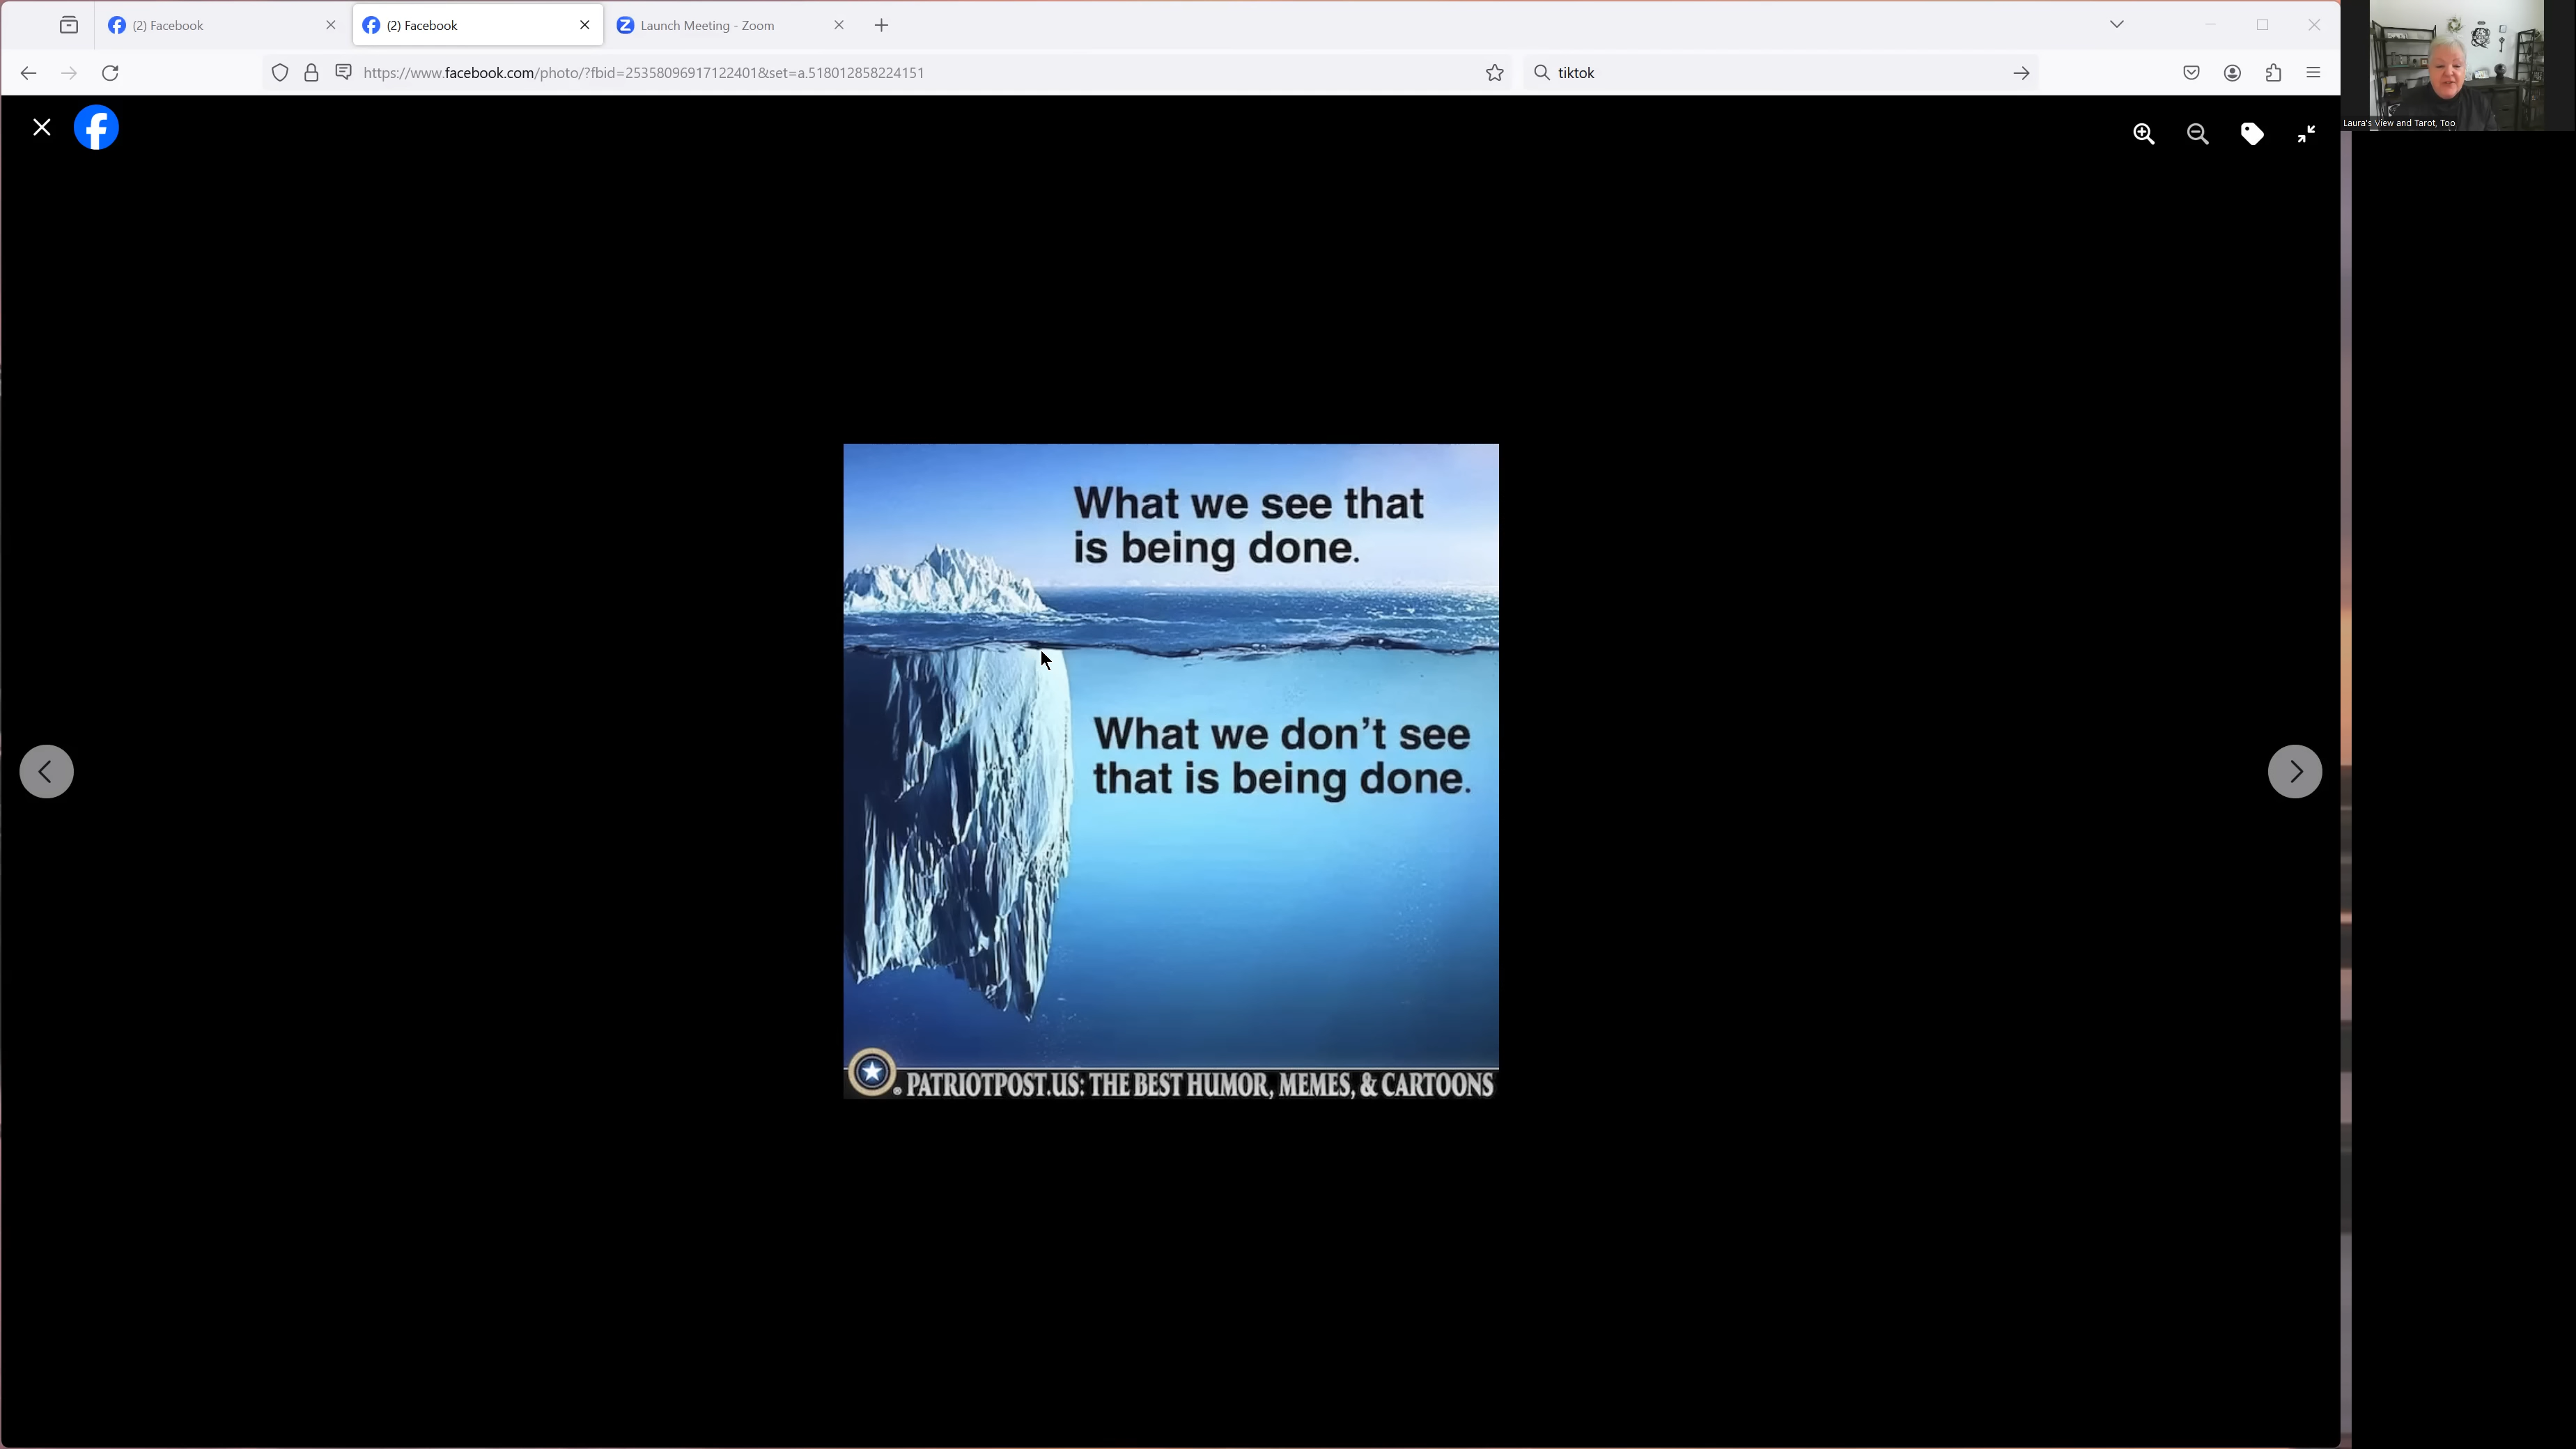 (2) Facebook
(2) Facebook
Launch Meeting - Zoom
https://www.facebook.com/photo/?fbid=25358096917122401&set=a.518012858224151
tiktok
Laura's View and Tarot, Too
What we see that
is being done.
What we don't see
that is being done.
® PATRIOTPOST.US: THE BEST HUMOR, MEMES, & CARTOONS